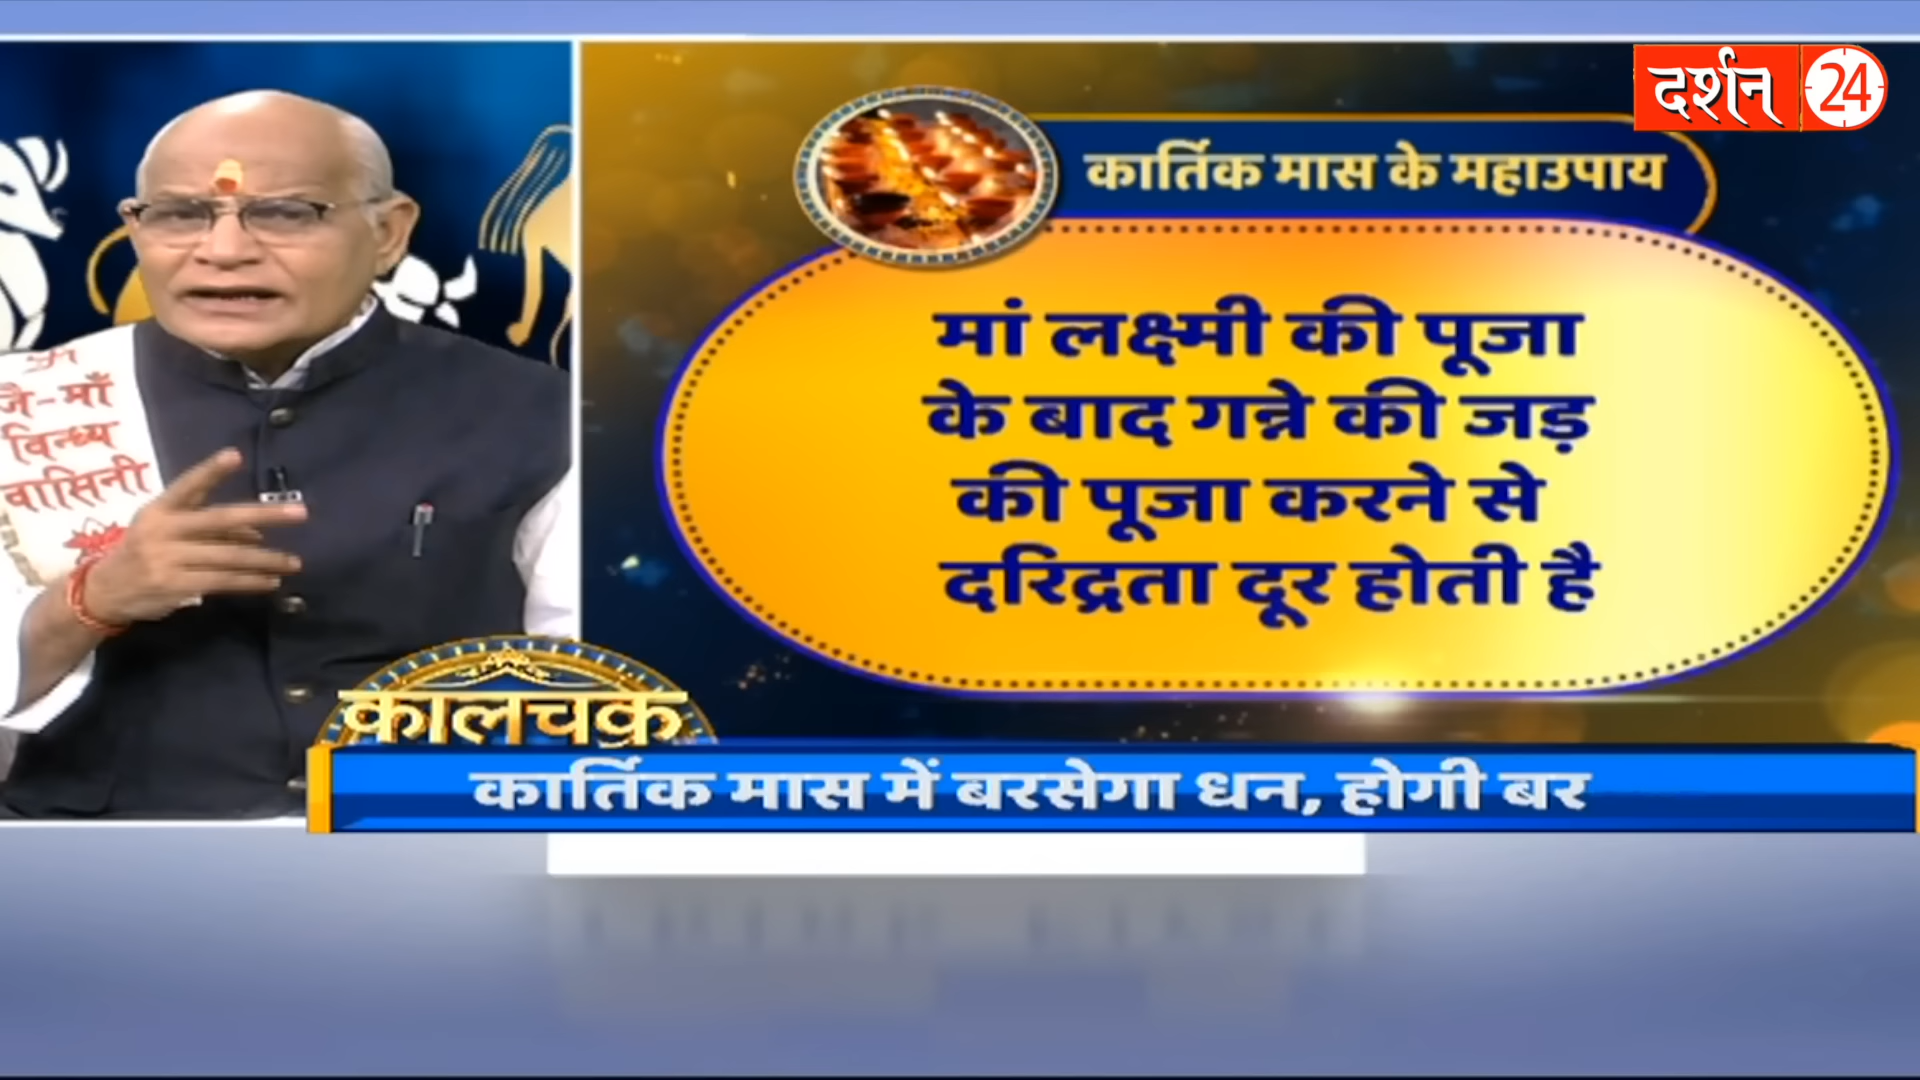 दर्शन 24
कार्तिक मास के महाउपाय
मां लक्ष्मी की पूजा
के बाद गन्ने की जड़
की पूजा करने से
दरिद्रता दूर होती है
जै-माँ
विन्ध्य
वासिनी
कालचक्र
कार्तिक मास में बरसेगा धन, होगी बर